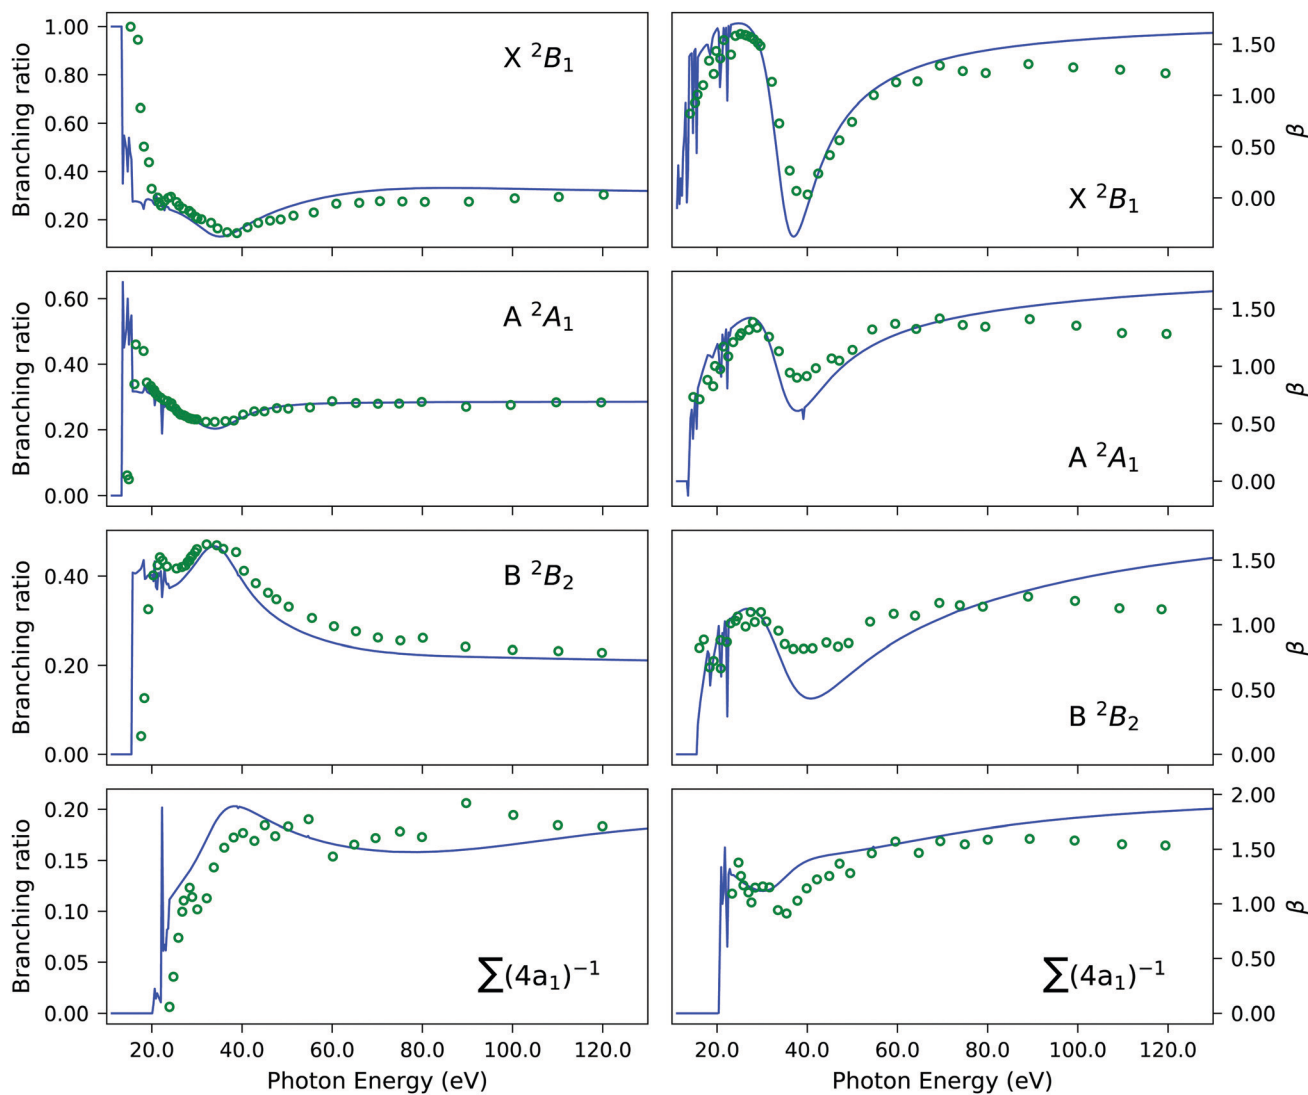 1.00
0.80
0.60
0.40
0.20
Branching ratio
X ²B₁
1.50
1.00
0.50
0.00
β
X ²B₁
0.60
0.40
0.20
0.00
Branching ratio
A ²A₁
1.50
1.00
0.50
0.00
β
A ²A₁
0.40
0.20
0.00
Branching ratio
B ²B₂
1.50
1.00
0.50
0.00
β
B ²B₂
0.20
0.15
0.10
0.05
0.00
Branching ratio
∑(4a₁)⁻¹
2.00
1.50
1.00
0.50
0.00
β
∑(4a₁)⁻¹
20.0 40.0 60.0 80.0 100.0 120.0
Photon Energy (eV)
20.0 40.0 60.0 80.0 100.0 120.0
Photon Energy (eV)